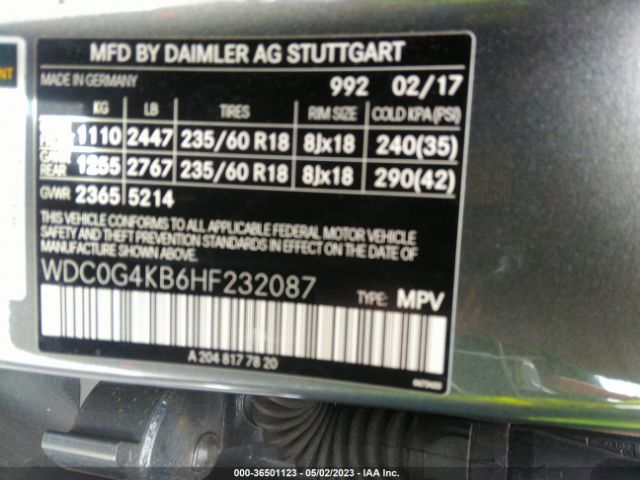 MFD BY DAIMLER AG STUTTGART
MADE IN GERMANY 992 02/17
KG LB TIRES RIM SIZE COLD KPA(PSI)
1110 2447 235/60 R18 8Jx18 240(35)
GAWR REAR 1255 2767 235/60 R18 8Jx18 290(42)
GVWR 2365 5214
THIS VEHICLE CONFORMS TO ALL APPLICABLE FEDERAL MOTOR VEHICLE
SAFETY AND THEFT PREVENTION STANDARDS IN EFFECT ON THE DATE OF
MANUFACTURE SHOWN ABOVE.
WDC0G4KB6HF232087
TYPE: MPV
A 204 817 78 20
000-36501123 - 05/02/2023 - IAA Inc.